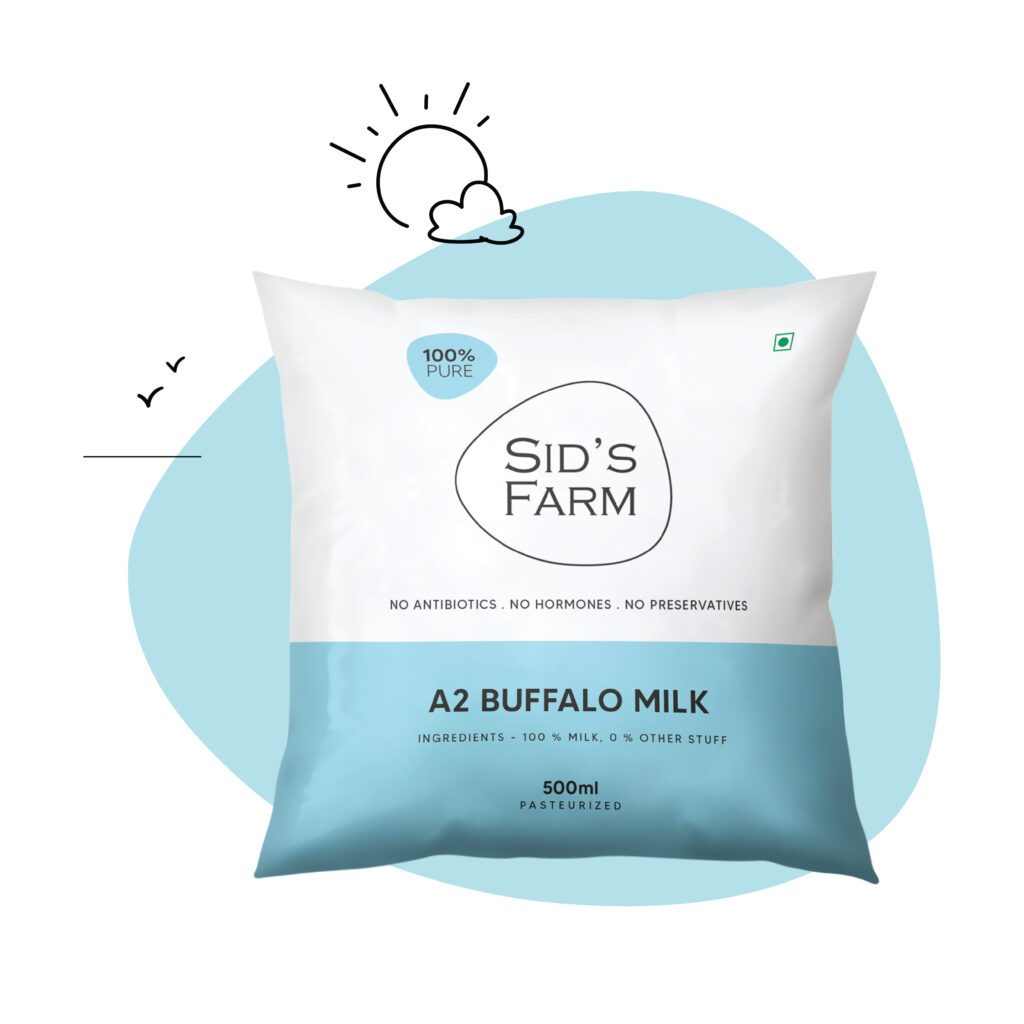 100%
PURE
SID'S
FARM
NO ANTIBIOTICS . NO HORMONES . NO PRESERVATIVES
A2 BUFFALO MILK
INGREDIENTS - 100 % MILK, 0 % OTHER STUFF
500ml
PASTEURIZED